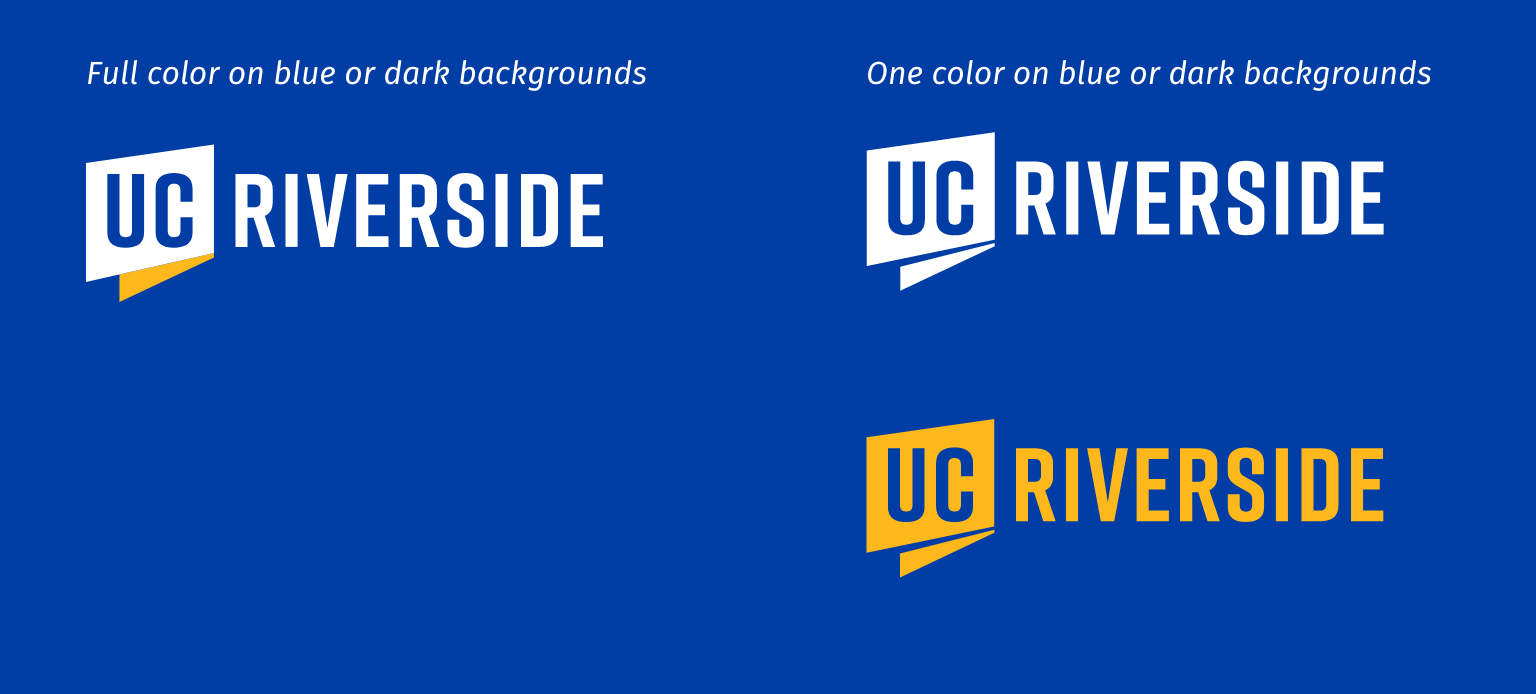 Full color on blue or dark backgrounds
UC RIVERSIDE
One color on blue or dark backgrounds
UC RIVERSIDE
UC RIVERSIDE